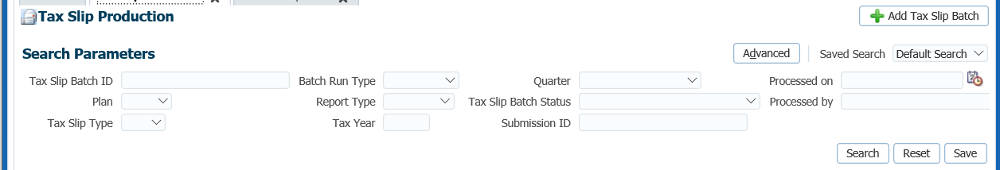 Tax Slip Production
Add Tax Slip Batch
Search Parameters
Advanced
Saved Search Default Search
Tax Slip Batch ID Batch Run Type Quarter Processed on
Plan Report Type Tax Slip Batch Status Processed by
Tax Slip Type Tax Year Submission ID
Search Reset Save